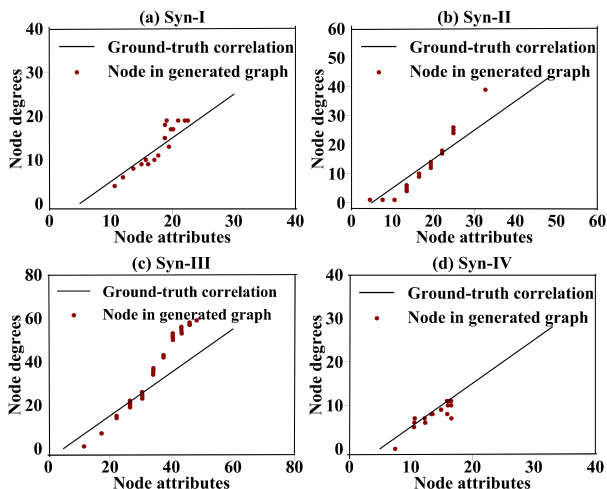 (a) Syn-I
40
30
20
10
0
Node degrees
Ground-truth correlation
Node in generated graph
0 10 20 30 40
Node attributes
(b) Syn-II
60
50
40
30
20
10
0
Node degrees
Ground-truth correlation
Node in generated graph
0 10 20 30 40 50 60
Node attributes
(c) Syn-III
80
60
40
20
0
Node degrees
Ground-truth correlation
Node in generated graph
0 20 40 60 80
Node attributes
(d) Syn-IV
40
30
20
10
0
Node degrees
Ground-truth correlation
Node in generated graph
0 10 20 30 40
Node attributes